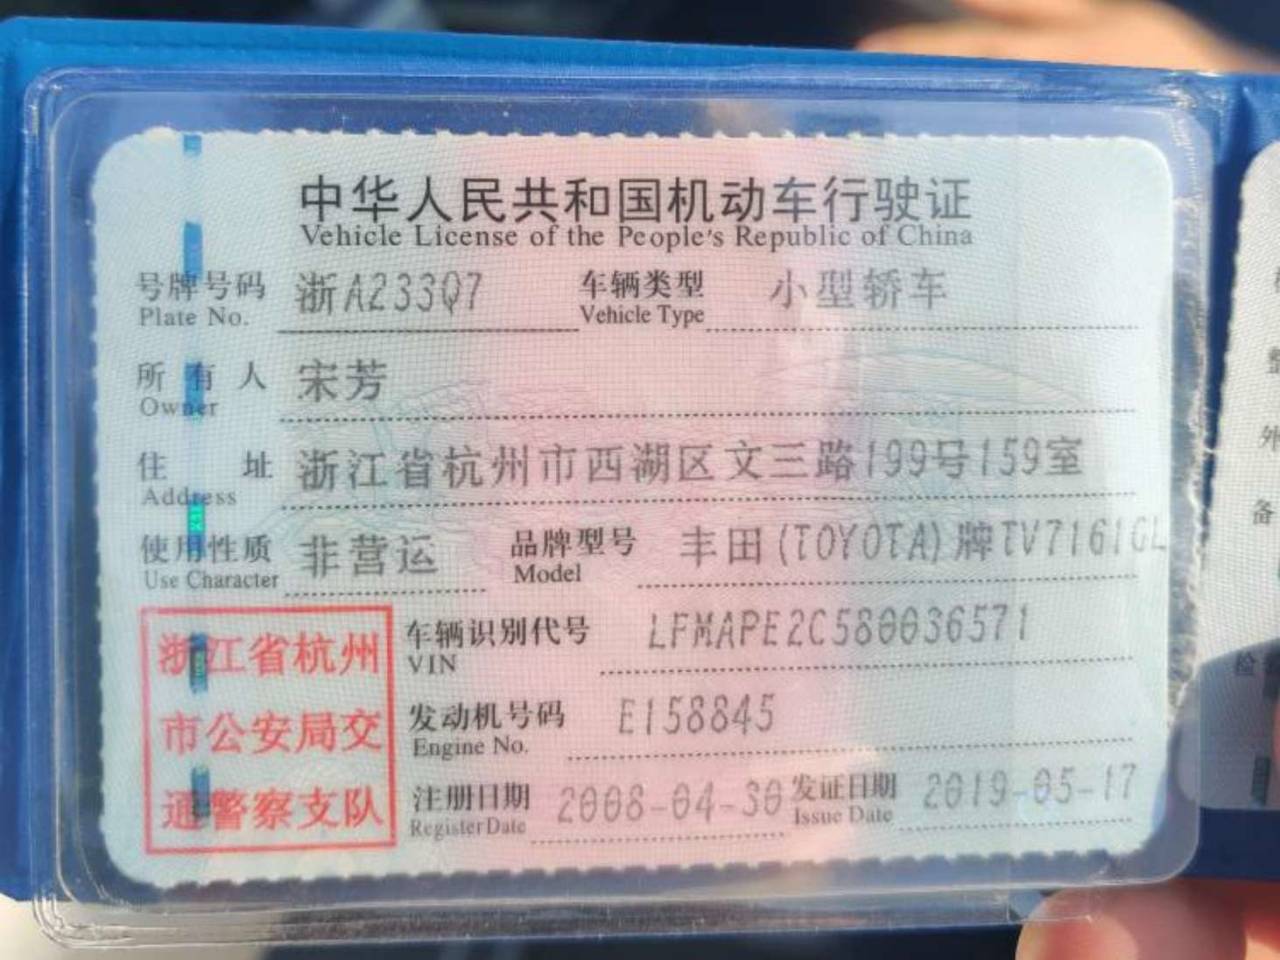 中华人民共和国机动车行驶证
Vehicle License of the People's Republic of China
号牌号码 浙A233Q7 车辆类型 小型轿车
Plate No. Vehicle Type
所有人 宋芳
Owner
住址 浙江省杭州市西湖区文三路199号159室
Address
使用性质 非营运 品牌型号 丰田(TOYOTA)牌TV7161GL
Use Character Model
浙江省杭州
市公安局交
通警察支队
车辆识别代号 LFMAPE2C580036571
VIN
发动机号码 E158845
Engine No.
注册日期 2008-04-30 发证日期 2019-05-17
Register Date Issue Date
外
备